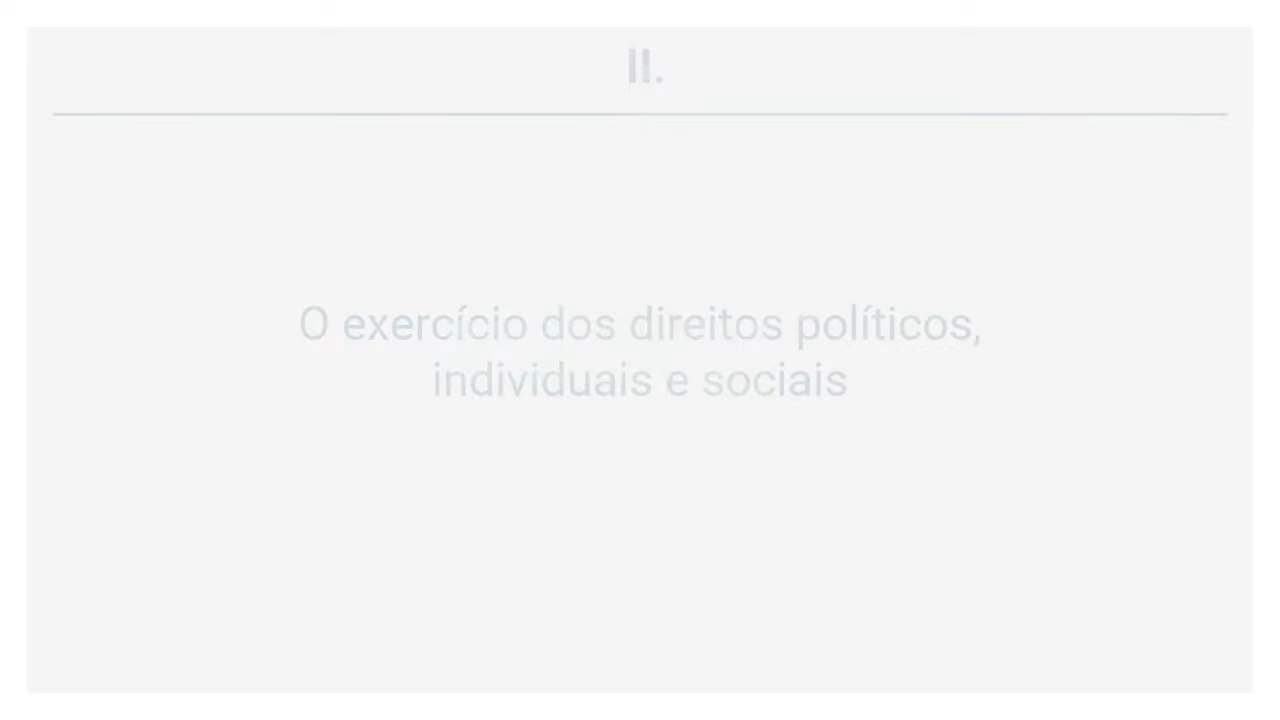 II.
O exercício dos direitos políticos,
individuais e sociais